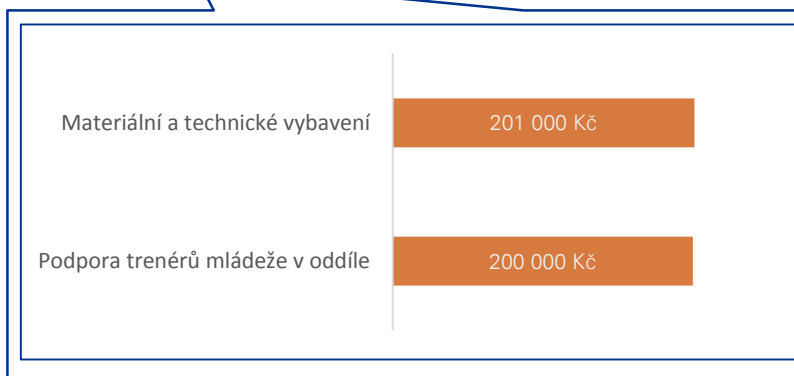 Materiální a technické vybavení
201 000 Kč
Podpora trenérů mládeže v oddíle
200 000 Kč